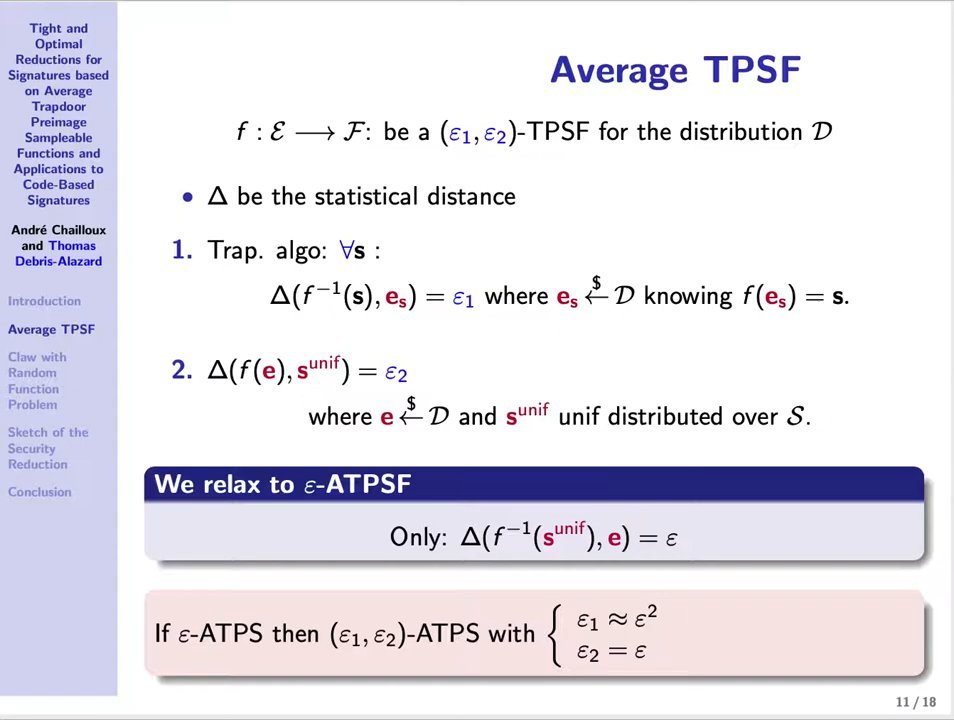 Tight and
Optimal
Reductions for
Signatures based
on Average
Trapdoor
Preimage
Sampleable
Functions and
Applications to
Code-Based
Signatures
André Chailloux
and Thomas
Debris-Alazard
Introduction
Average TPSF
Claw with
Random
Function
Problem
Sketch of the
Security
Reduction
Conclusion
Average TPSF
f : ℰ ⟶ ℱ: be a (ε₁, ε₂)-TPSF for the distribution 𝒟
• Δ be the statistical distance
1. Trap. algo: ∀s :
Δ(f⁻¹(s), eₛ) = ε₁ where eₛ ←$ 𝒟 knowing f(eₛ) = s.
2. Δ(f(e), s^unif) = ε₂
where e ←$ 𝒟 and s^unif unif distributed over 𝒮.
We relax to ε-ATPSF
Only: Δ(f⁻¹(s^unif), e) = ε
If ε-ATPS then (ε₁, ε₂)-ATPS with { ε₁ ≈ ε²
ε₂ = ε
11 / 18